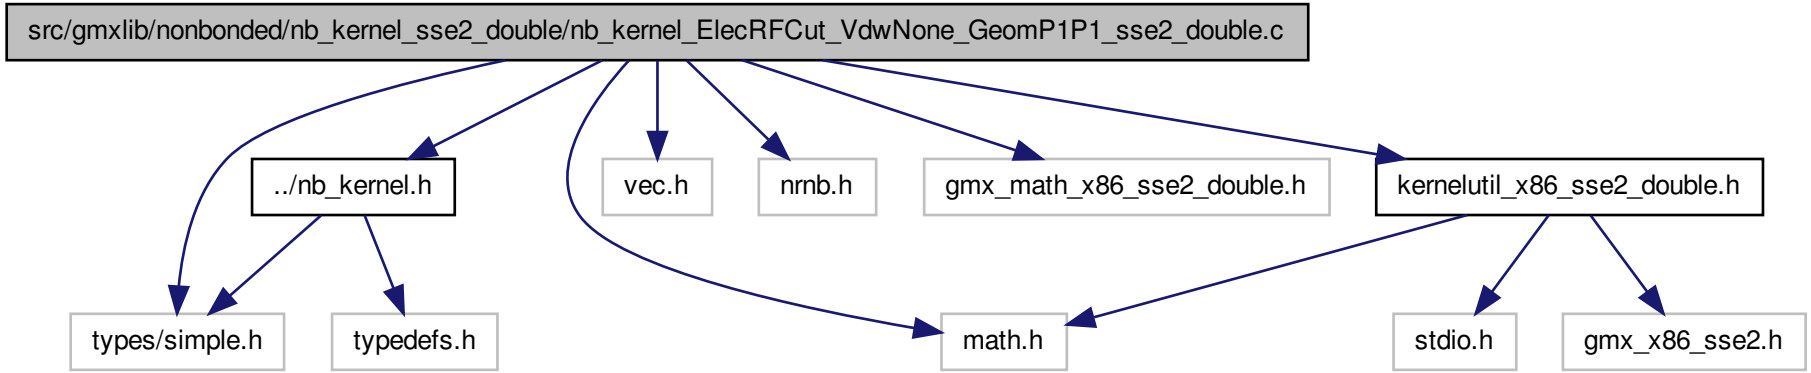 src/gmxlib/nonbonded/nb_kernel_sse2_double/nb_kernel_ElecRFCut_VdwNone_GeomP1P1_sse2_double.c
../nb_kernel.h
vec.h
nrnb.h
gmx_math_x86_sse2_double.h
kernelutil_x86_sse2_double.h
types/simple.h
typedefs.h
math.h
stdio.h
gmx_x86_sse2.h